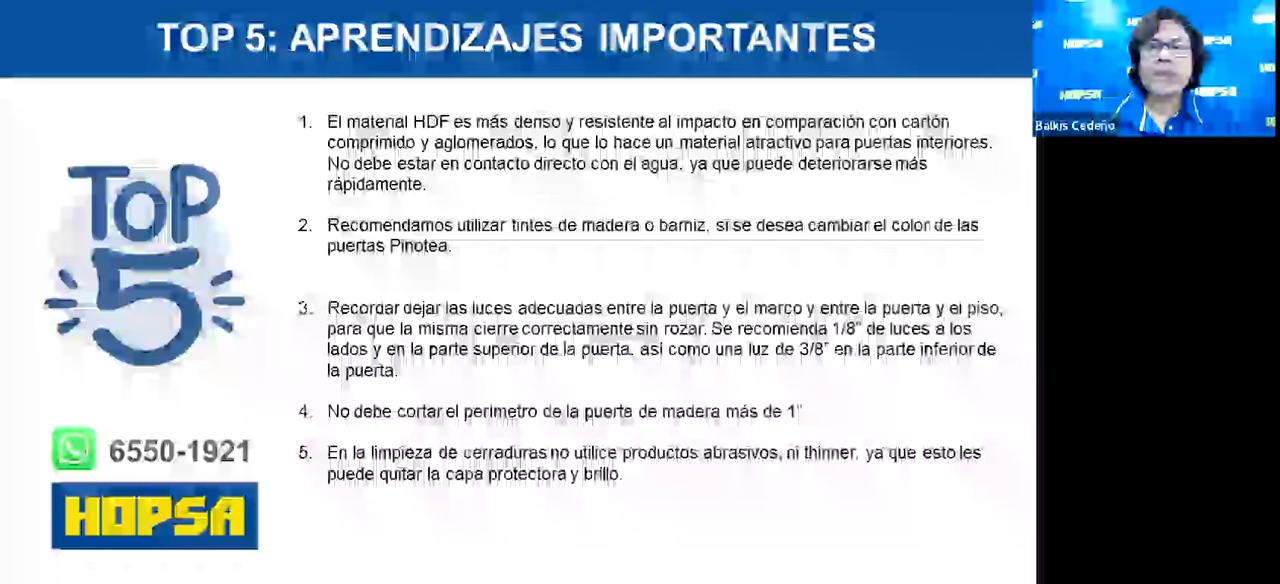 TOP 5: APRENDIZAJES IMPORTANTES
HOPSA
HOPSA
HOPSA
HOPSA
Balkis Cedeño
TOP
5
1. El material HDF es más denso y resistente al impacto en comparación con cartón
comprimido y aglomerados, lo que lo hace un material atractivo para puertas interiores.
No debe estar en contacto directo con el agua, ya que puede deteriorarse más
rápidamente.
2. Recomendamos utilizar tintes de madera o barniz, si se desea cambiar el color de las
puertas Pinotea.
3. Recordar dejar las luces adecuadas entre la puerta y el marco y entre la puerta y el piso,
para que la misma cierre correctamente sin rozar. Se recomienda 1/8" de luces a los
lados y en la parte superior de la puerta, asi como una luz de 3/8" en la parte inferior de
la puerta.
4. No debe cortar el perimetro de la puerta de madera más de 1"
5. En la limpieza de cerraduras no utilice productos abrasivos, ni thinner, ya que esto les
puede quitar la capa protectora y brillo.
6550-1921
HOPSA